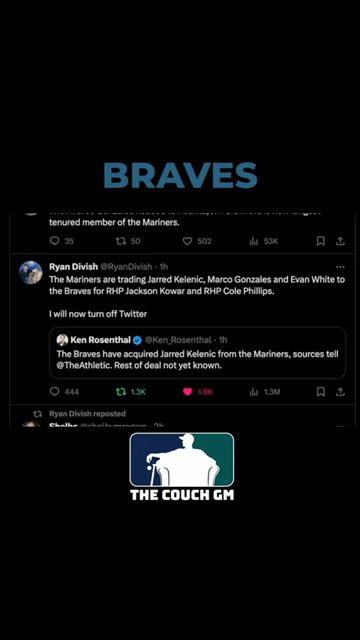 BRAVES
tenured member of the Mariners.
35 50 502 53K
Ryan Divish @RyanDivish · 1h
The Mariners are trading Jarred Kelenic, Marco Gonzales and Evan White to
the Braves for RHP Jackson Kowar and RHP Cole Phillips.
I will now turn off Twitter
Ken Rosenthal @Ken_Rosenthal · 1h
The Braves have acquired Jarred Kelenic from the Mariners, sources tell
@TheAthletic. Rest of deal not yet known.
444 1.3K 1.9K 1.3M
Ryan Divish reposted
THE COUCH GM